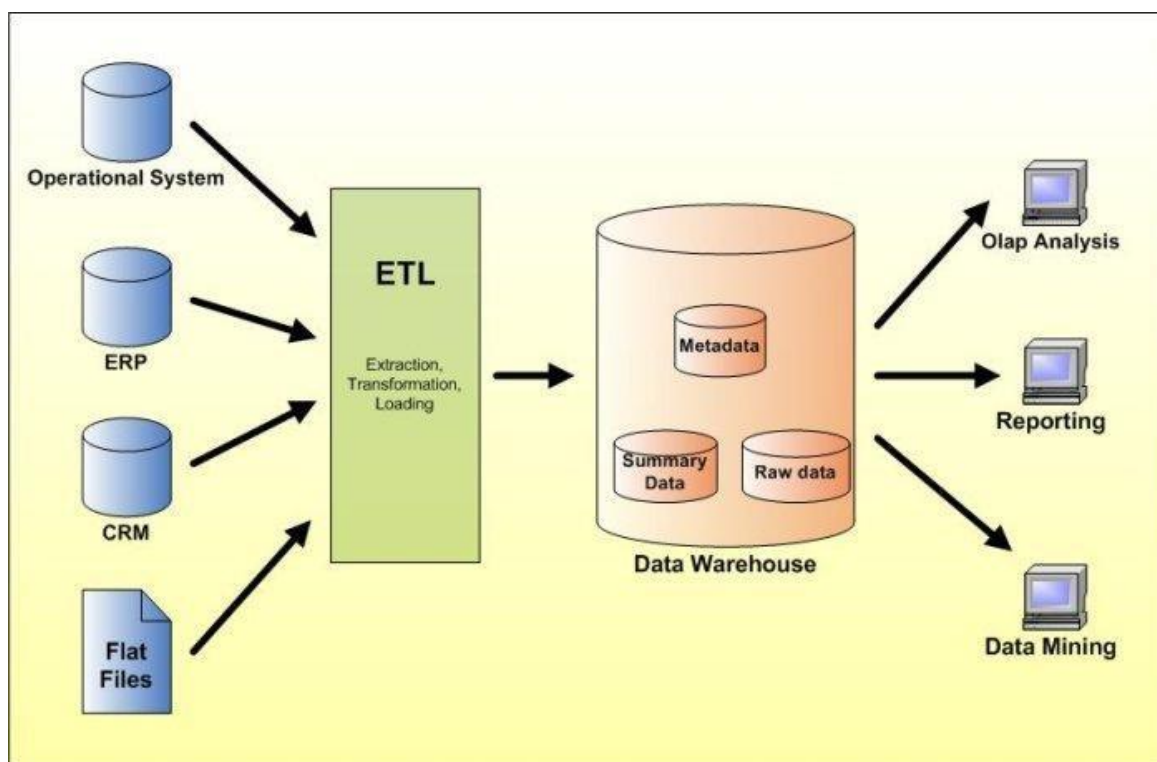 Operational System
ERP
CRM
Flat
Files
ETL
Extraction,
Transformation,
Loading
Metadata
Summary
Data
Raw data
Data Warehouse
Olap Analysis
Reporting
Data Mining